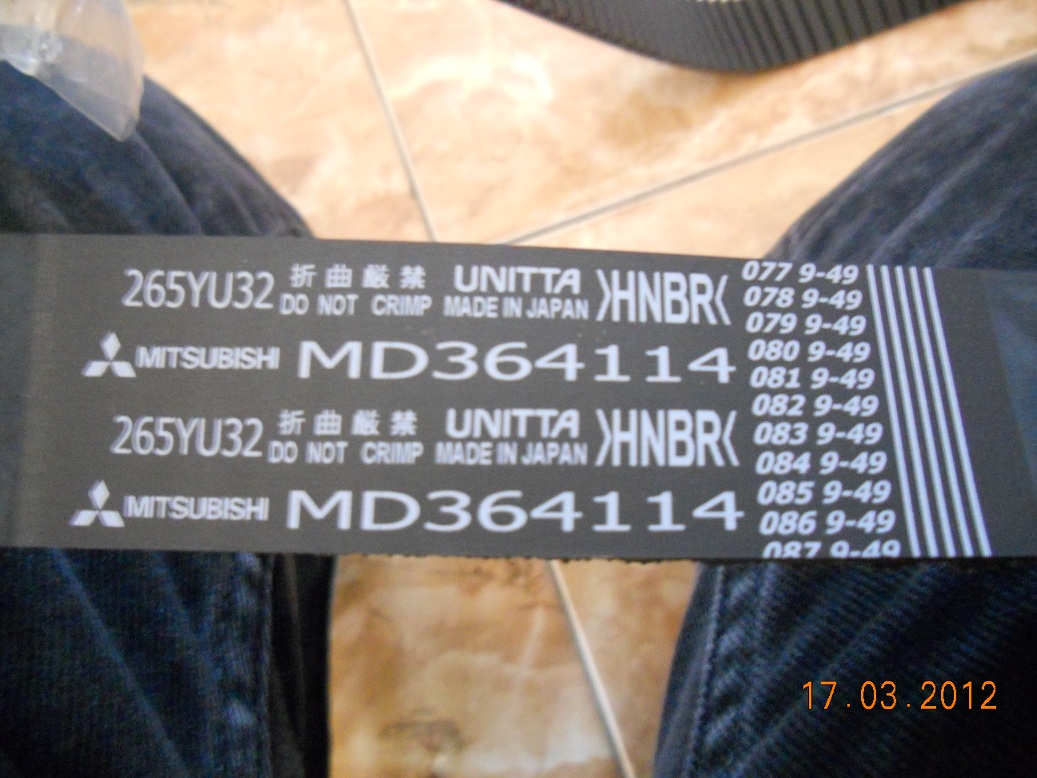 265YU32 折曲厳禁 UNITTA >HNBR<
DO NOT CRIMP MADE IN JAPAN
MITSUBISHI MD364114
265YU32 折曲厳禁 UNITTA >HNBR<
DO NOT CRIMP MADE IN JAPAN
MITSUBISHI MD364114
077 9-49
078 9-49
079 9-49
080 9-49
081 9-49
082 9-49
083 9-49
084 9-49
085 9-49
086 9-49
087 9-49
17.03.2012